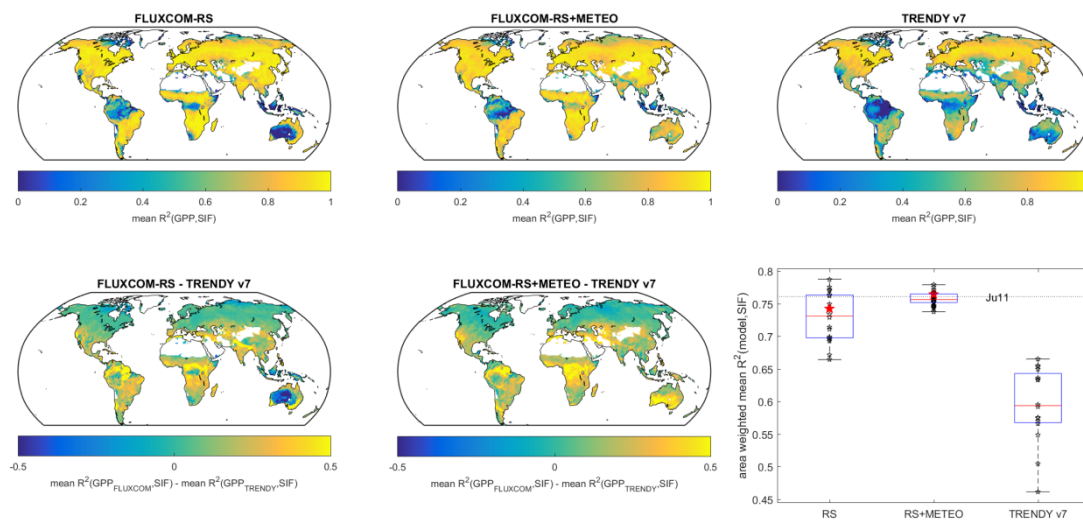 FLUXCOM-RS
FLUXCOM-RS+METEO
TRENDY v7
0 0.2 0.4 0.6 0.8 1
mean R²(GPP,SIF)
0 0.2 0.4 0.6 0.8 1
mean R²(GPP,SIF)
0 0.2 0.4 0.6 0.8
mean R²(GPP,SIF)
FLUXCOM-RS - TRENDY v7
FLUXCOM-RS+METEO - TRENDY v7
-0.5 0 0.5
mean R²(GPP_FLUXCOM,SIF) - mean R²(GPP_TRENDY,SIF)
-0.5 0 0.5
mean R²(GPP_FLUXCOM,SIF) - mean R²(GPP_TRENDY,SIF)
area weighted mean R²(model,SIF)
0.8
0.75
0.7
0.65
0.6
0.55
0.5
0.45
Ju11
RS RS+METEO TRENDY v7